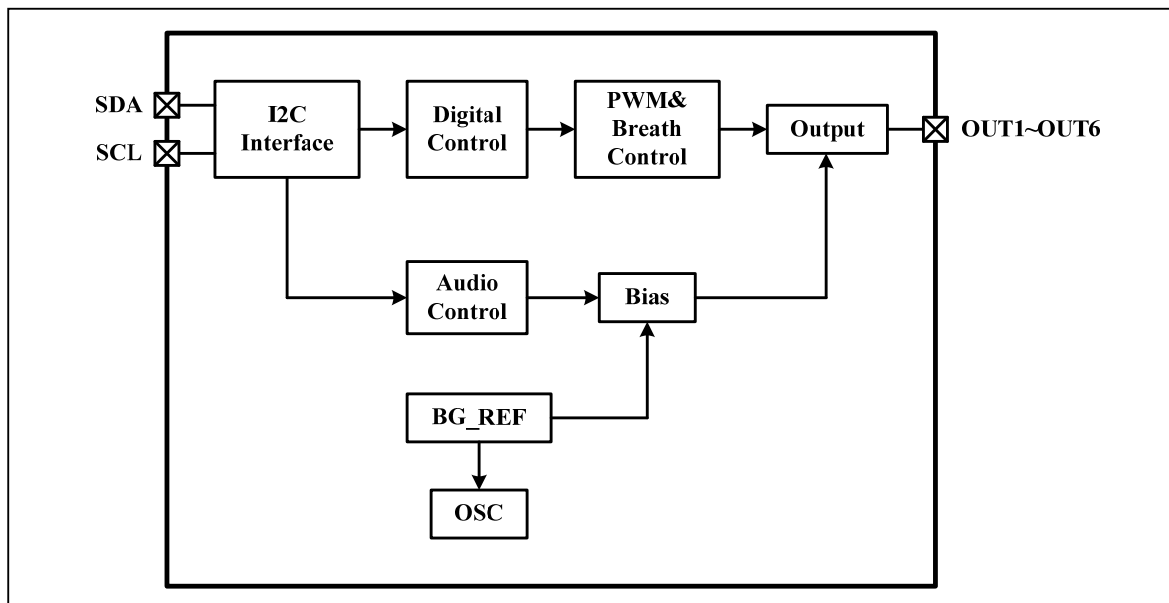 SDA
SCL
I2C
Interface
Digital
Control
PWM&
Breath
Control
Output
OUT1~OUT6
Audio
Control
Bias
BG_REF
OSC